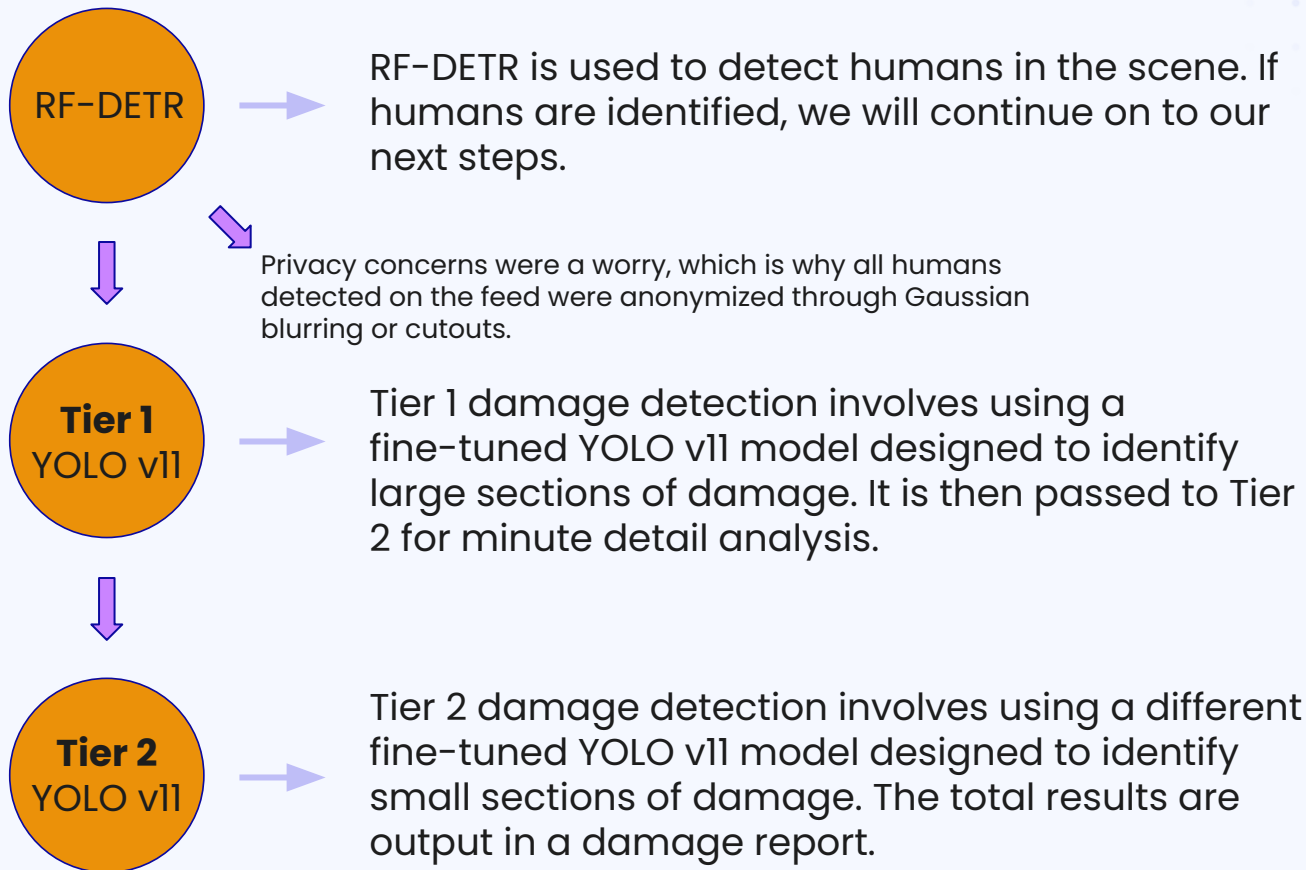 RF-DETR
RF-DETR is used to detect humans in the scene. If
humans are identified, we will continue on to our
next steps.
Privacy concerns were a worry, which is why all humans
detected on the feed were anonymized through Gaussian
blurring or cutouts.
Tier 1
YOLO v11
Tier 1 damage detection involves using a
fine-tuned YOLO v11 model designed to identify
large sections of damage. It is then passed to Tier
2 for minute detail analysis.
Tier 2
YOLO v11
Tier 2 damage detection involves using a different
fine-tuned YOLO v11 model designed to identify
small sections of damage. The total results are
output in a damage report.